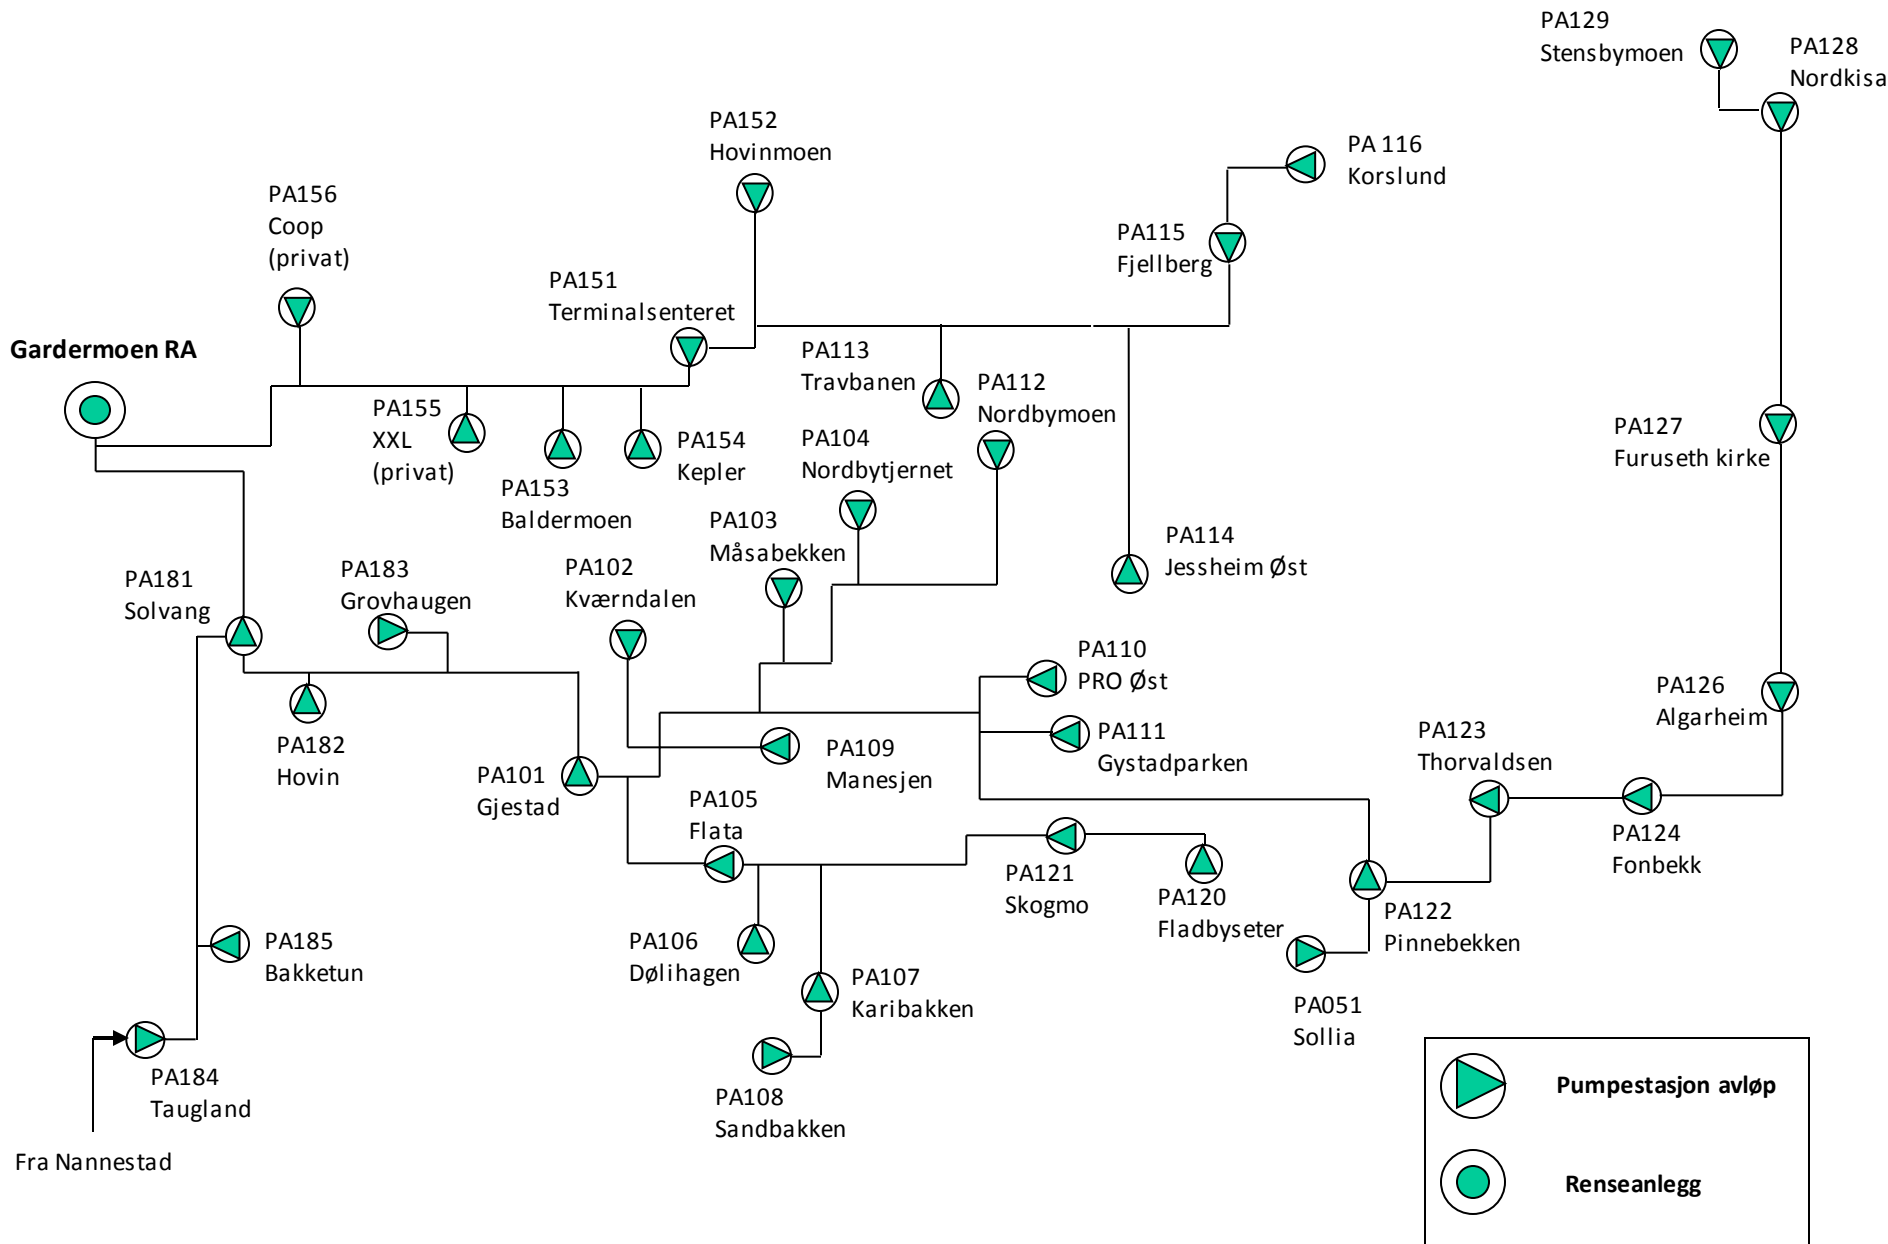 PA129
Stensbymoen
PA128
Nordkisa
PA152
Hovinmoen
PA 116
Korslund
PA156
Coop
(privat)
PA115
Fjellberg
PA151
Terminalsenteret
Gardermoen RA
PA113
Travbanen
PA112
Nordbymoen
PA155
XXL
(privat)
PA154
Kepler
PA104
Nordbytjernet
PA127
Furuseth kirke
PA153
Baldermoen
PA103
Måsabekken
PA114
Jessheim Øst
PA181
Solvang
PA183
Grovhaugen
PA102
Kværndalen
PA110
PRO Øst
PA126
Algarheim
PA182
Hovin
PA109
Manesjen
PA111
Gystadparken
PA123
Thorvaldsen
PA101
Gjestad
PA105
Flata
PA124
Fonbekk
PA121
Skogmo
PA120
Fladbyseter
PA122
Pinnebekken
PA185
Bakketun
PA106
Dølihagen
PA107
Karibakken
PA051
Sollia
PA184
Taugland
PA108
Sandbakken
Fra Nannestad
Pumpestasjon avløp
Renseanlegg